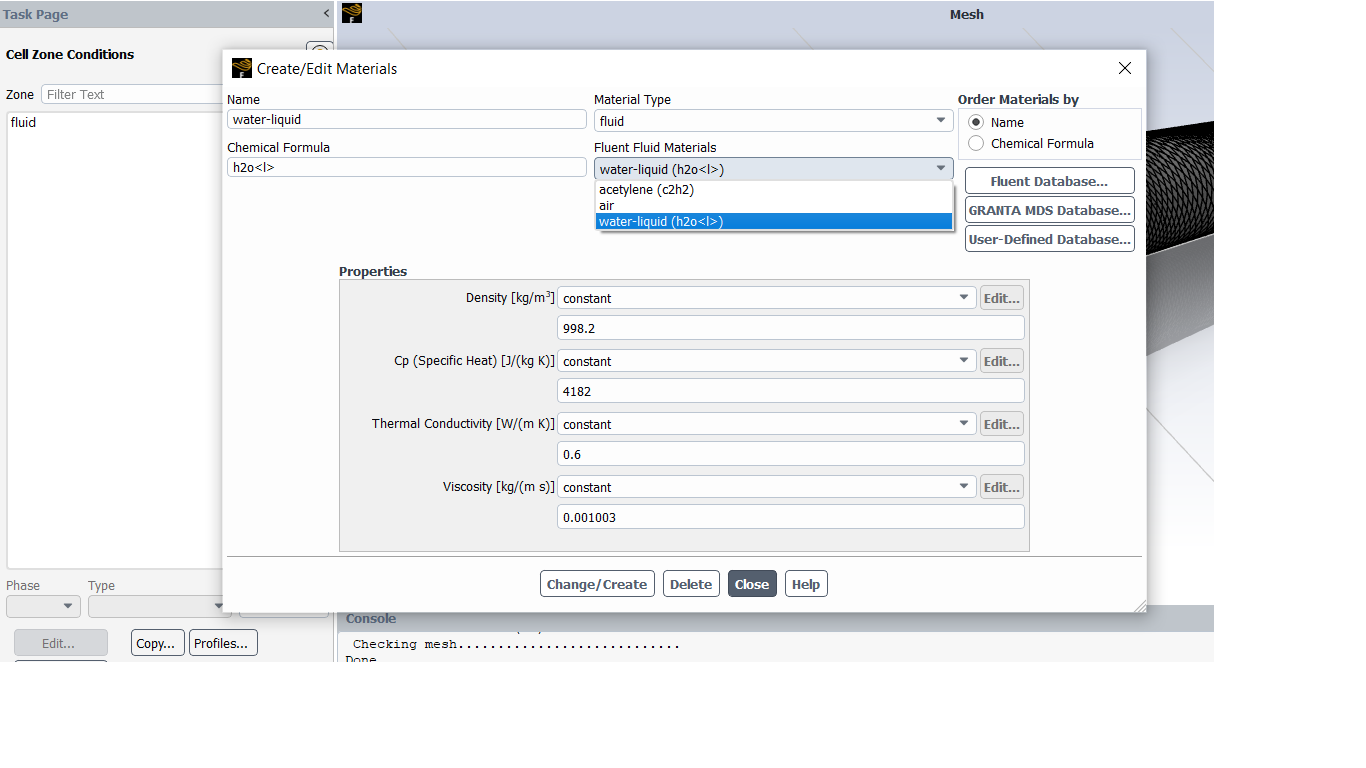 Task Page
<
F
Mesh
Cell Zone Conditions
Zone
Filter Text
fluid
F
Create/Edit Materials
Name
Material Type
Order Materials by
water-liquid
fluid
Name
Chemical Formula
Chemical Formula
Fluent Fluid Materials
h2o<l>
water-liquid (h2o<l>)
acetylene (c2h2)
air
water-liquid (h2o<l>)
Fluent Database...
GRANTA MDS Database...
User-Defined Database...
Properties
Density [kg/m³]
constant
Edit...
998.2
Cp (Specific Heat) [J/(kg K)]
constant
Edit...
4182
Thermal Conductivity [W/(m K)]
constant
Edit...
0.6
Viscosity [kg/(m s)]
constant
Edit...
0.001003
Change/Create
Delete
Close
Help
Phase
Type
Edit...
Copy...
Profiles...
Console
Checking mesh............................
Done